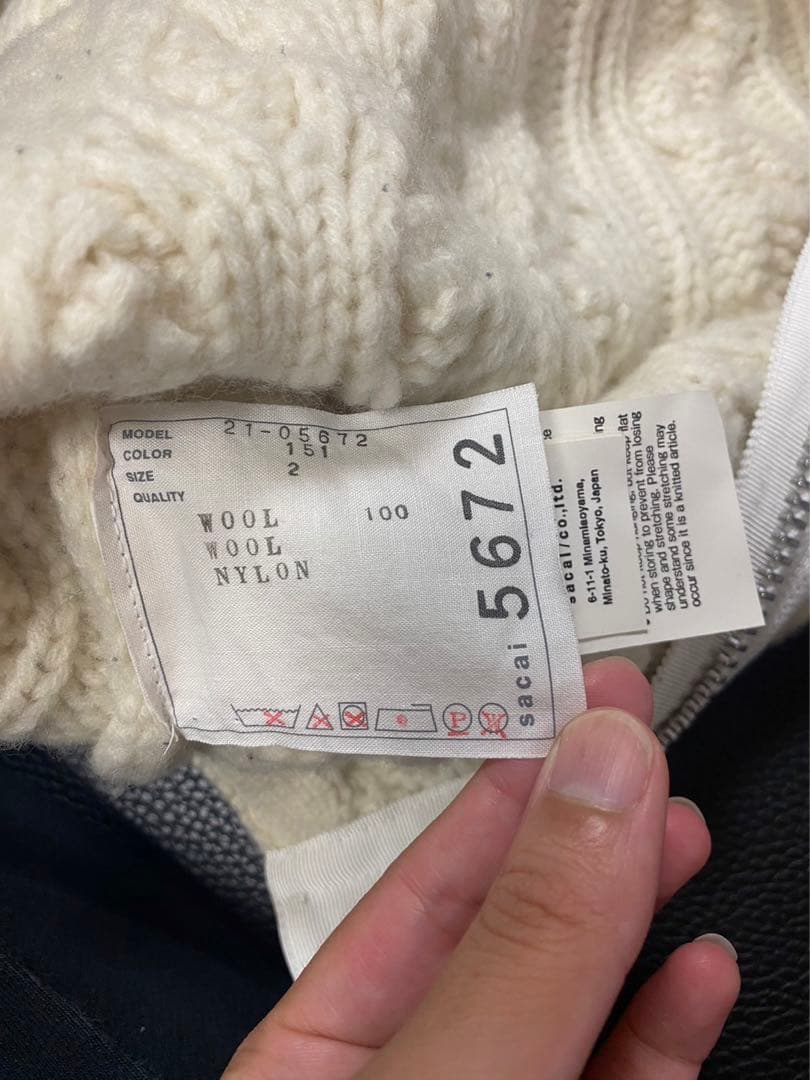 MODEL 21-05672
COLOR 151
SIZE 2
QUALITY
WOOL 100
WOOL
NYLON
sacai 5672
P
W
sacai/co.,ltd.
6-11-1 Minamiaoyama,
Minato-ku, Tokyo, Japan
ng
flat
when storing to prevent from losing
shape and stretching. Please
understand some stretching may
occur since it is a knitted article.